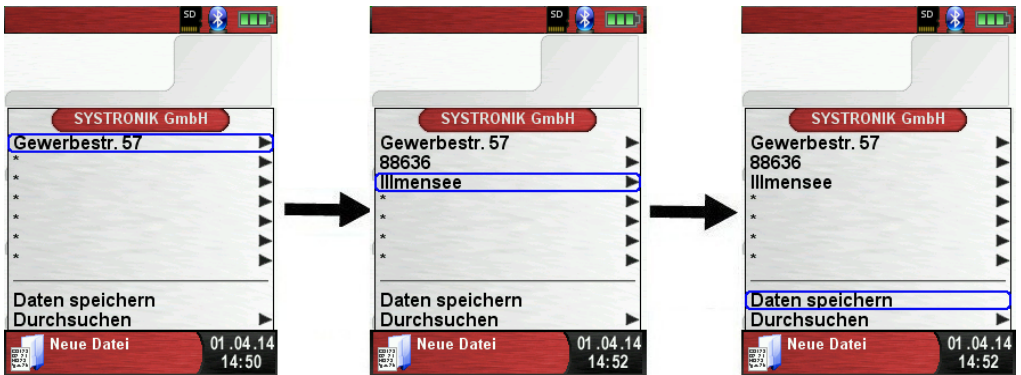 SD
SYSTRONIK GmbH
Gewerbestr. 57
*
*
*
*
*
*
Daten speichern
Durchsuchen
Neue Datei
01.04.14
14:50
SD
SYSTRONIK GmbH
Gewerbestr. 57
88636
Illmensee
*
*
*
*
Daten speichern
Durchsuchen
Neue Datei
01.04.14
14:52
SD
SYSTRONIK GmbH
Gewerbestr. 57
88636
Illmensee
*
*
*
*
Daten speichern
Durchsuchen
Neue Datei
01.04.14
14:52